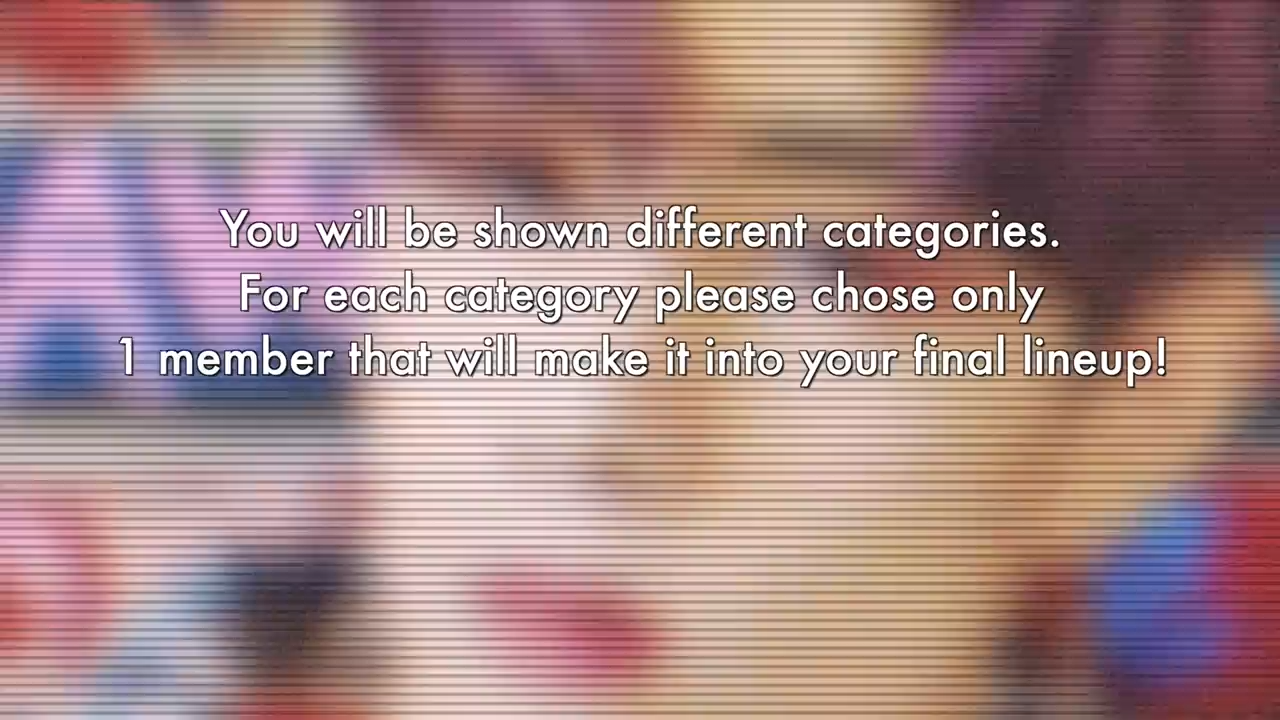 You will be shown different categories.
For each category please chose only
1 member that will make it into your final lineup!